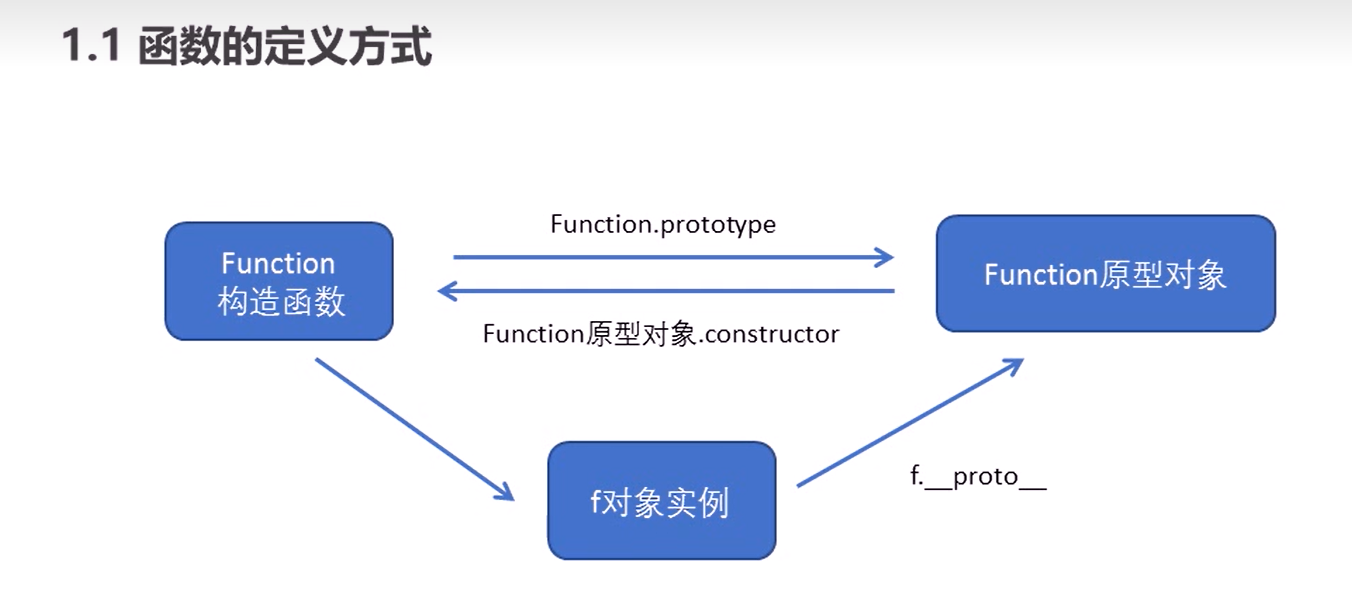 1.1 函数的定义方式
Function.prototype
Function
构造函数
Function原型对象
Function原型对象.constructor
f对象实例
f.__proto__